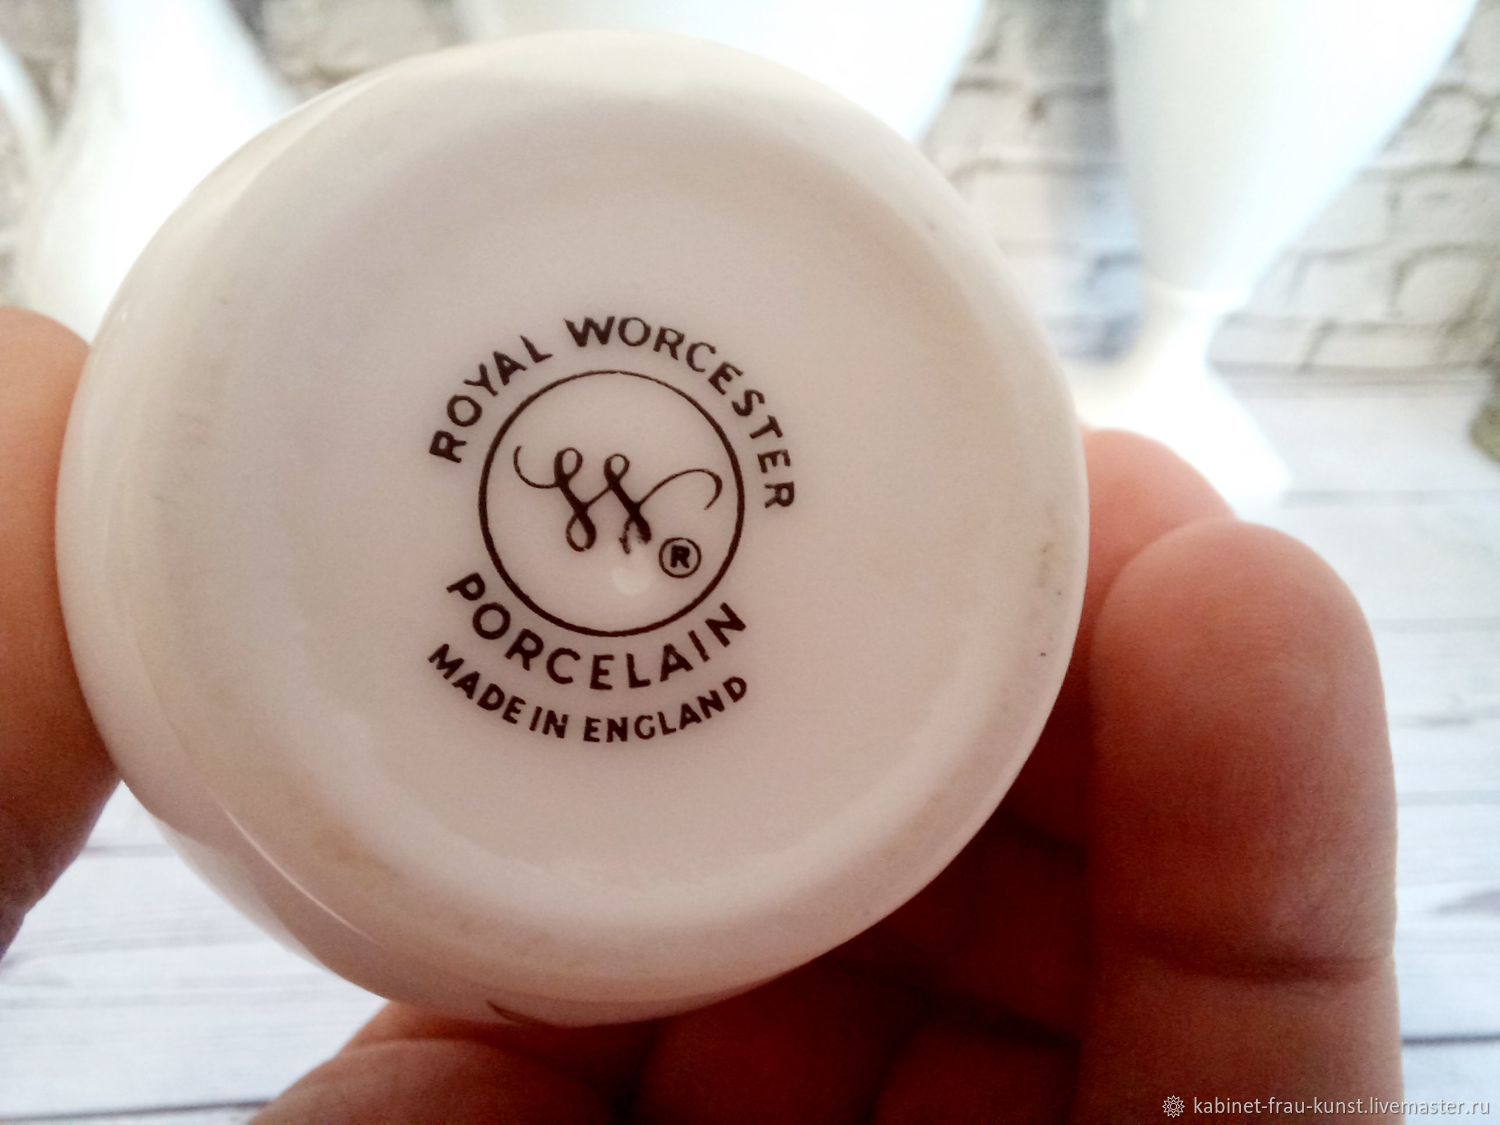 ROYAL WORCESTER
W ®
PORCELAIN
MADE IN ENGLAND
kabinet-frau-kunst.livemaster.ru